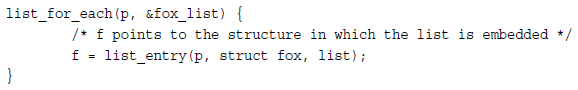 list_for_each(p, &fox_list) {
        /* f points to the structure in which the list is embedded */
        f = list_entry(p, struct fox, list);
}